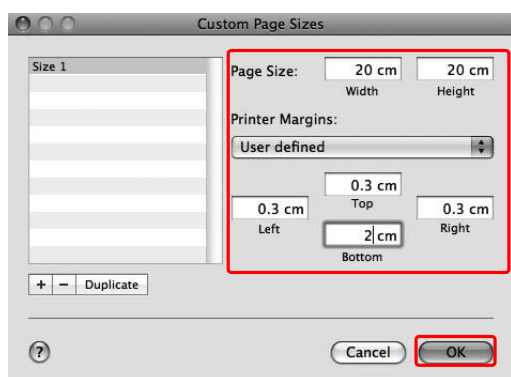 Custom Page Sizes
Size 1
Page Size: 20 cm 20 cm
Width Height
Printer Margins:
User defined
0.3 cm
Top
0.3 cm 0.3 cm
Left Right
2 cm
Bottom
+ − Duplicate
? Cancel OK